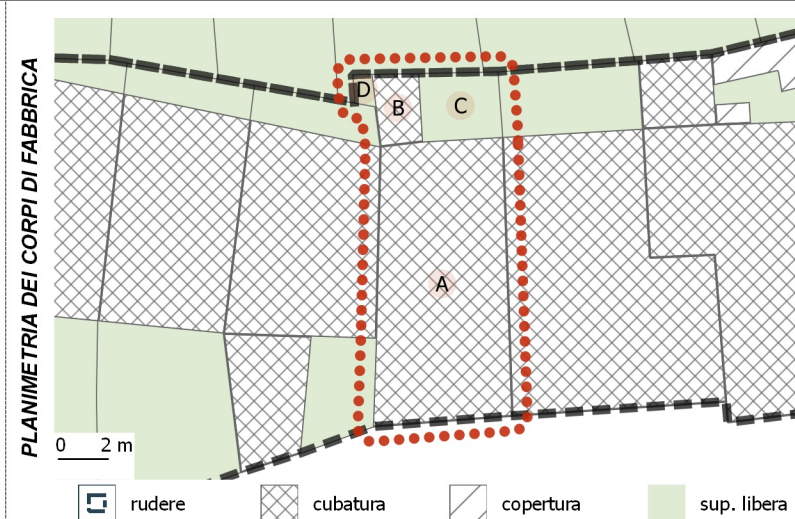 PLANIMETRIA DEI CORPI DI FABBRICA
D
B
C
A
0 2 m
rudere cubatura copertura sup. libera